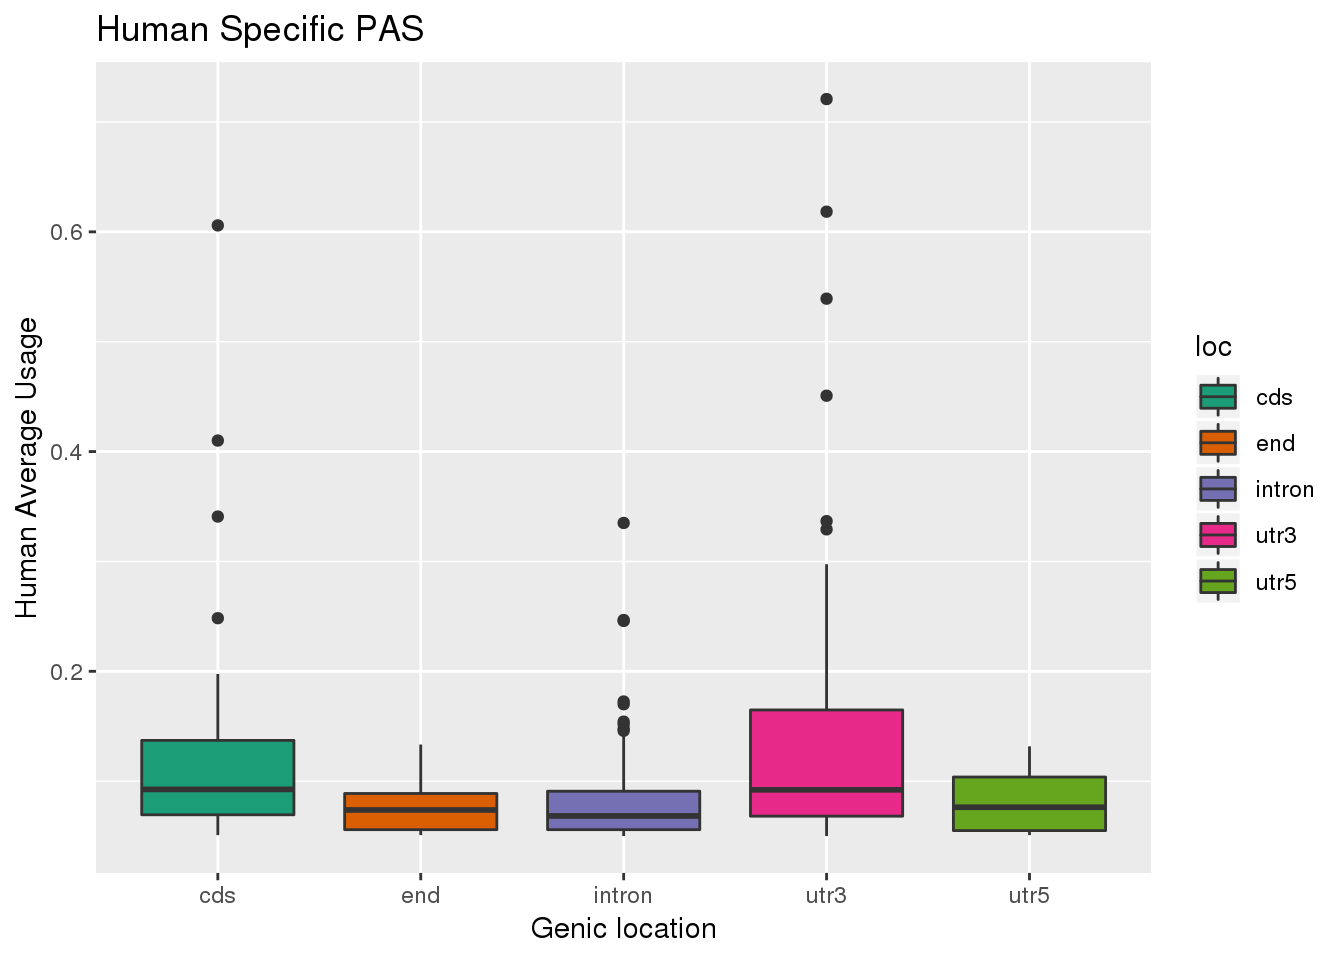 Human Specific PAS
Human Average Usage
0.6
0.4
0.2
cds
end
intron
utr3
utr5
Genic location
loc
cds
end
intron
utr3
utr5